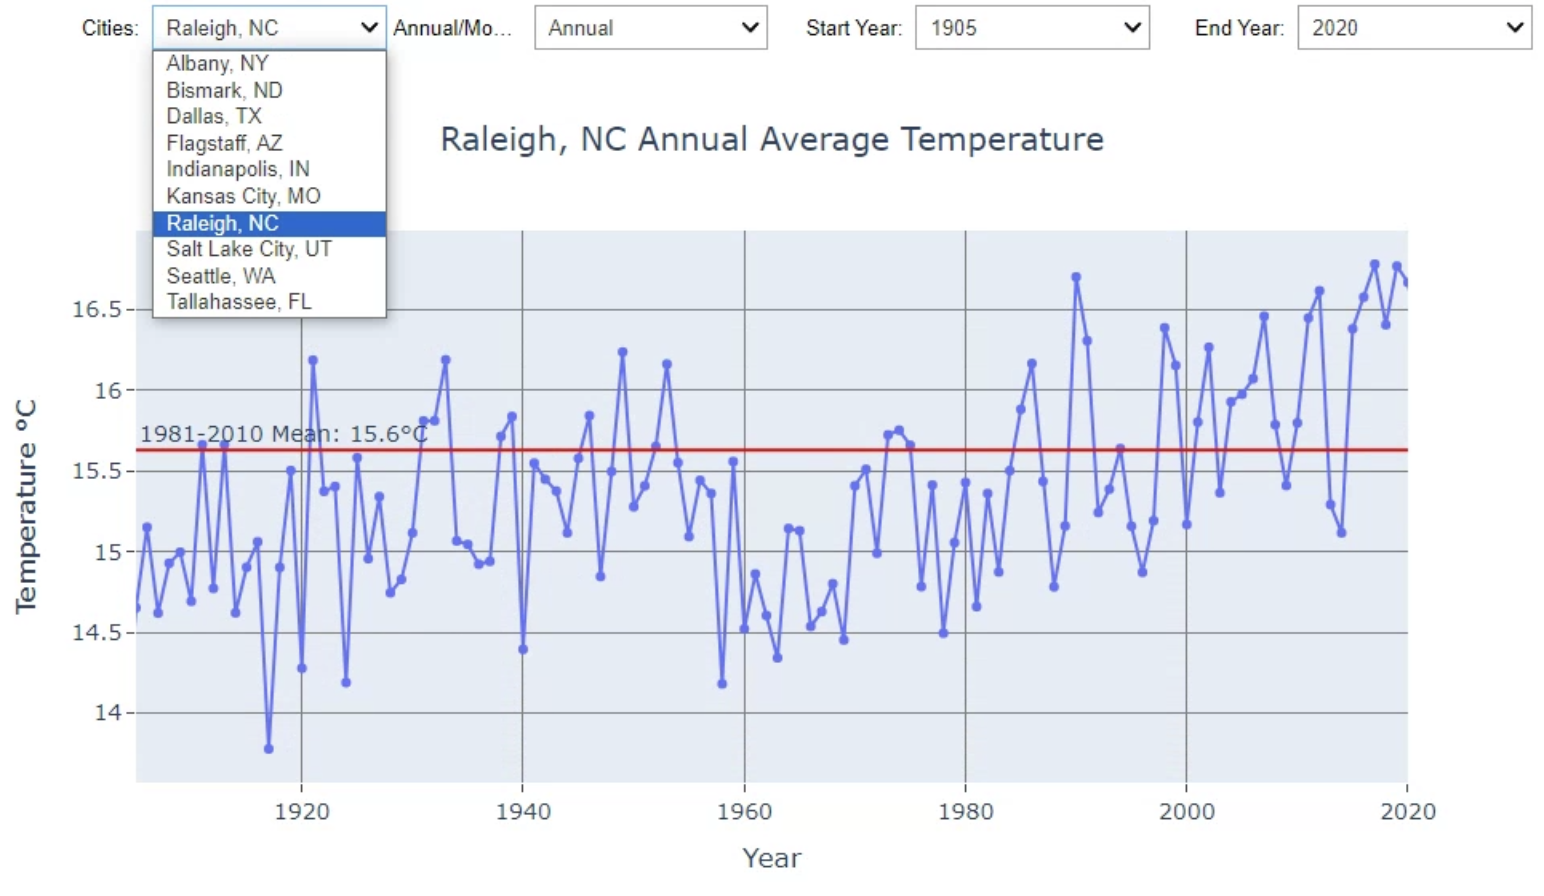 Cities: Raleigh, NC Annual/Mo... Annual Start Year: 1905 End Year: 2020
Albany, NY
Bismark, ND
Dallas, TX
Flagstaff, AZ
Indianapolis, IN
Kansas City, MO
Raleigh, NC
Salt Lake City, UT
Seattle, WA
Tallahassee, FL
Raleigh, NC Annual Average Temperature
Temperature ºC
16.5
16
15.5
15
14.5
14
1981-2010 Mean: 15.6°C
1920 1940 1960 1980 2000 2020
Year